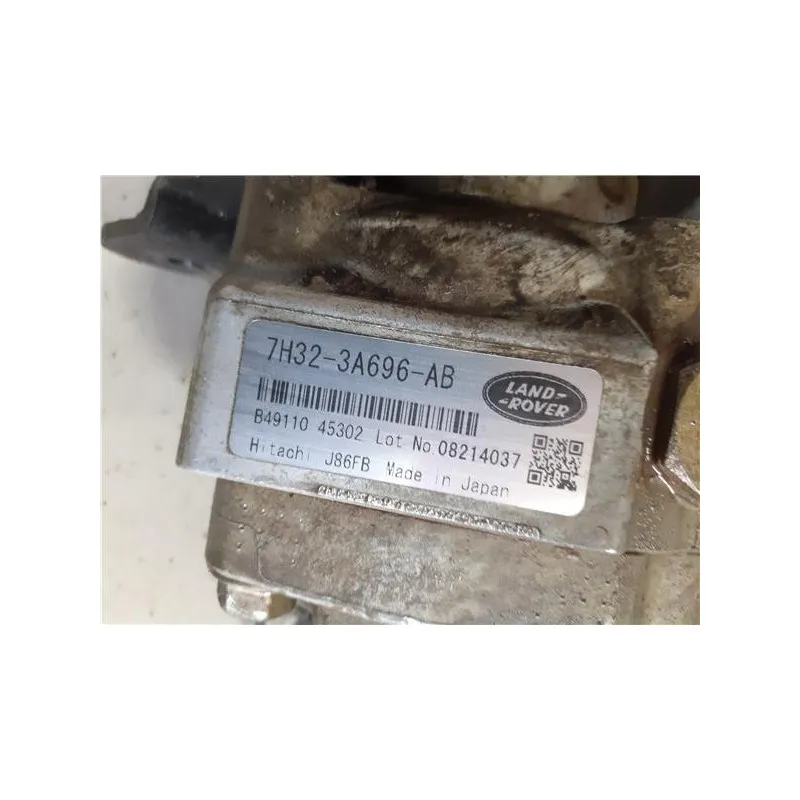 7H32-3A696-AB
LAND-
-ROVER
B49110 45302 Lot No.08214037
Hitachi J86FB Made in Japan